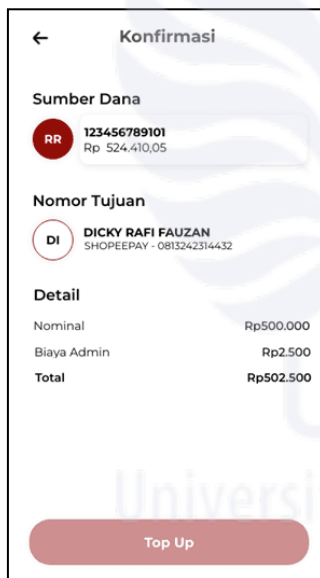 Konfirmasi
Sumber Dana
RR
123456789101
Rp 524.410,05
Nomor Tujuan
DI
DICKY RAFI FAUZAN
SHOPEEPAY - 0813242314432
Detail
Nominal Rp500.000
Biaya Admin Rp2.500
Total Rp502.500
Universi
Top Up